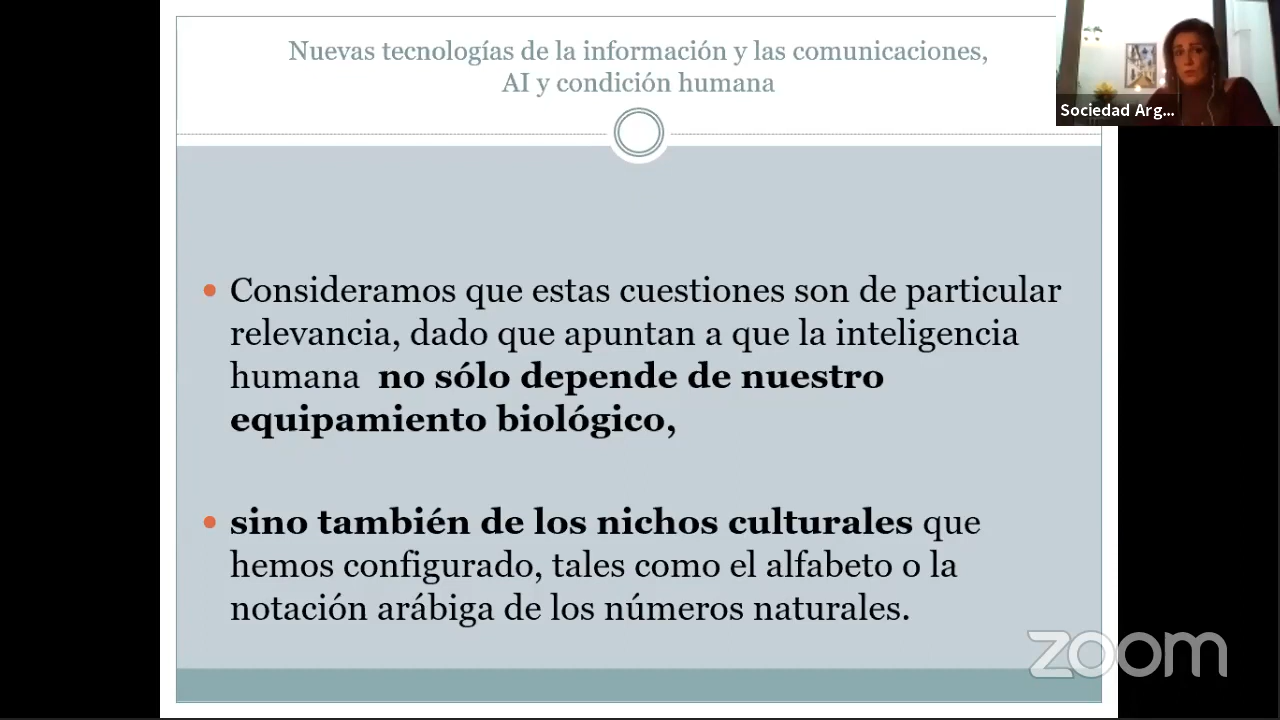 Nuevas tecnologías de la información y las comunicaciones,
AI y condición humana
Sociedad Arg...
• Consideramos que estas cuestiones son de particular
relevancia, dado que apuntan a que la inteligencia
humana no sólo depende de nuestro
equipamiento biológico,
• sino también de los nichos culturales que
hemos configurado, tales como el alfabeto o la
notación arábiga de los números naturales.
zoom